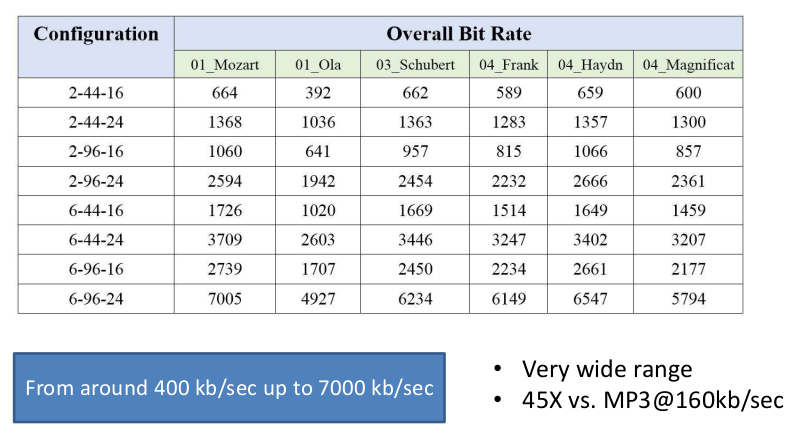 Configuration Overall Bit Rate
01_Mozart 01_Ola 03_Schubert 04_Frank 04_Haydn 04_Magnificat
2-44-16 664 392 662 589 659 600
2-44-24 1368 1036 1363 1283 1357 1300
2-96-16 1060 641 957 815 1066 857
2-96-24 2594 1942 2454 2232 2666 2361
6-44-16 1726 1020 1669 1514 1649 1459
6-44-24 3709 2603 3446 3247 3402 3207
6-96-16 2739 1707 2450 2234 2661 2177
6-96-24 7005 4927 6234 6149 6547 5794
From around 400 kb/sec up to 7000 kb/sec
• Very wide range
• 45X vs. MP3@160kb/sec